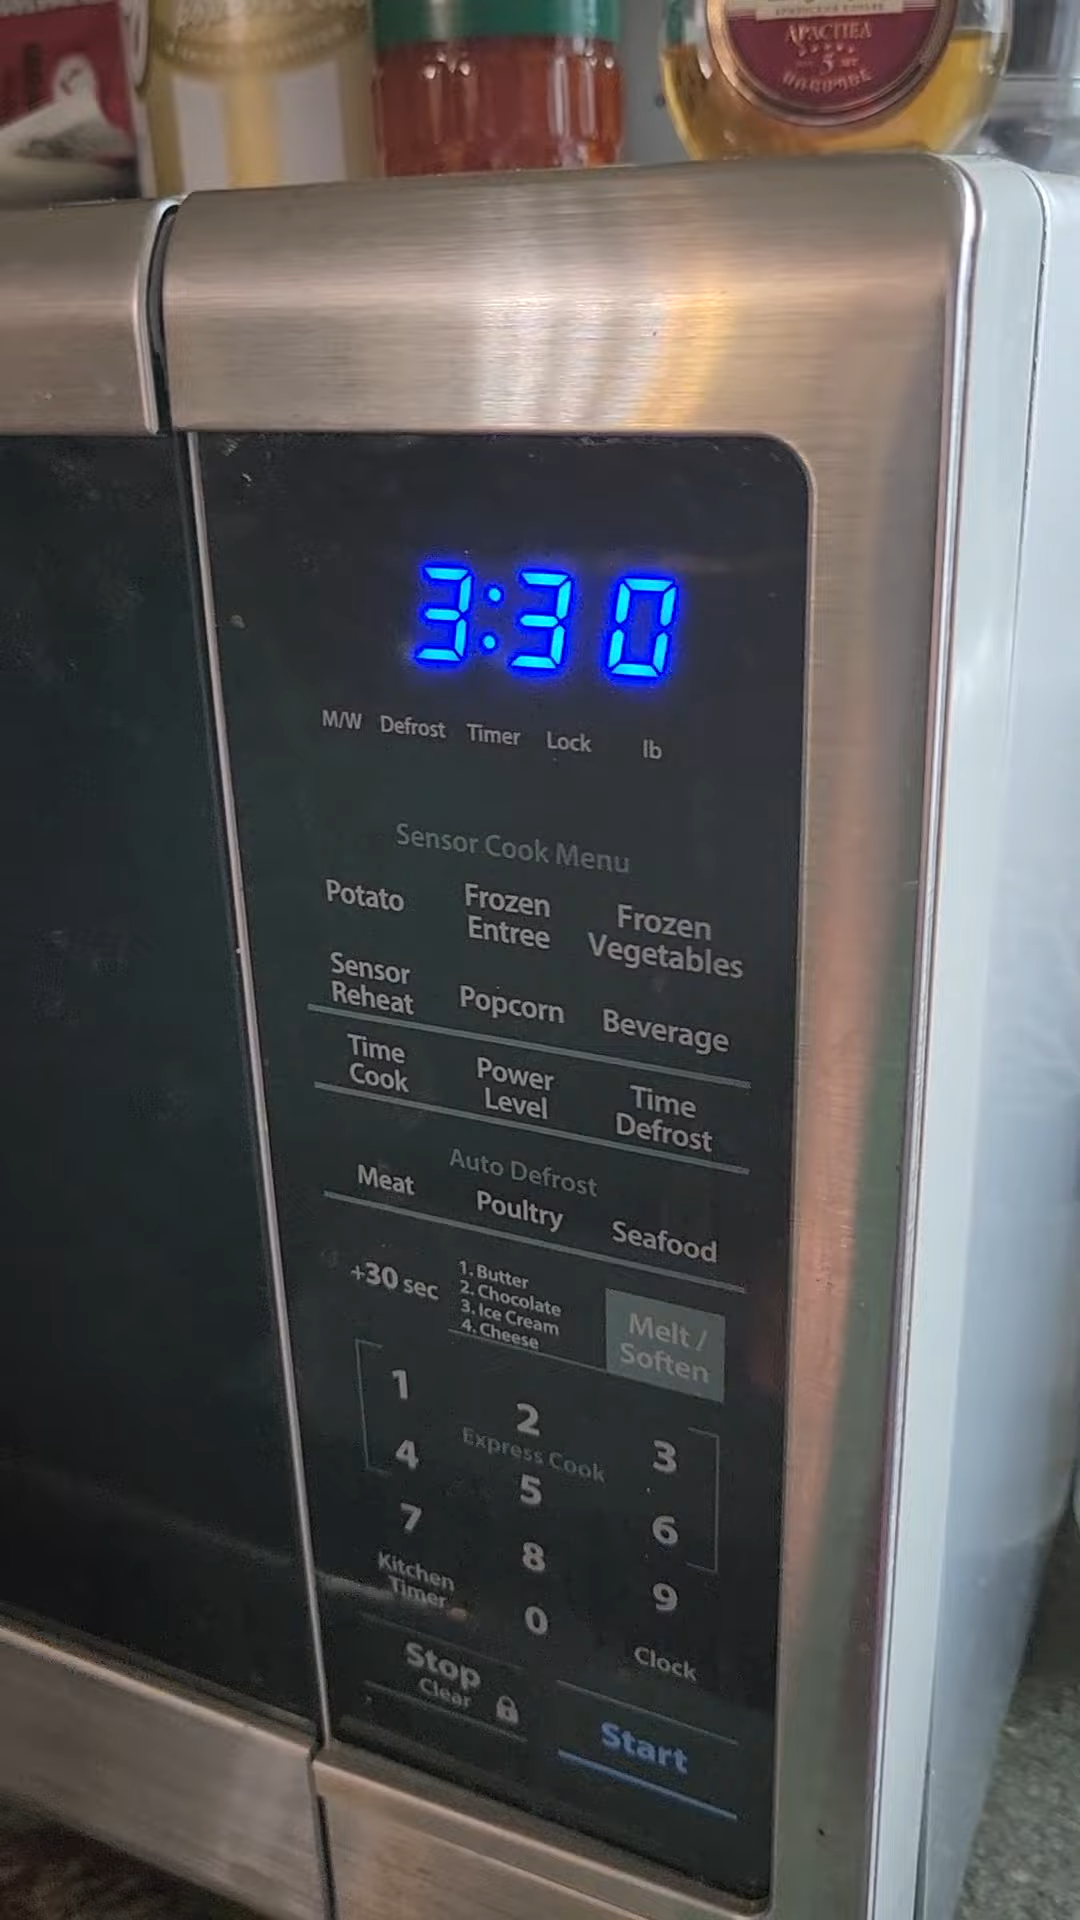 АРАСПЕЛ
5
3:30
M/W Defrost Timer Lock lb
Sensor Cook Menu
Potato
Frozen
Entree
Frozen
Vegetables
Sensor
Reheat
Popcorn
Beverage
Time
Cook
Power
Level
Time
Defrost
Auto Defrost
Meat
Poultry
Seafood
+30 sec
1. Butter
2. Chocolate
3. Ice Cream
4. Cheese
Melt /
Soften
1
2
3
Express Cook
4
5
6
7
8
9
Kitchen
Timer
0
Clock
Stop
Clear
Start